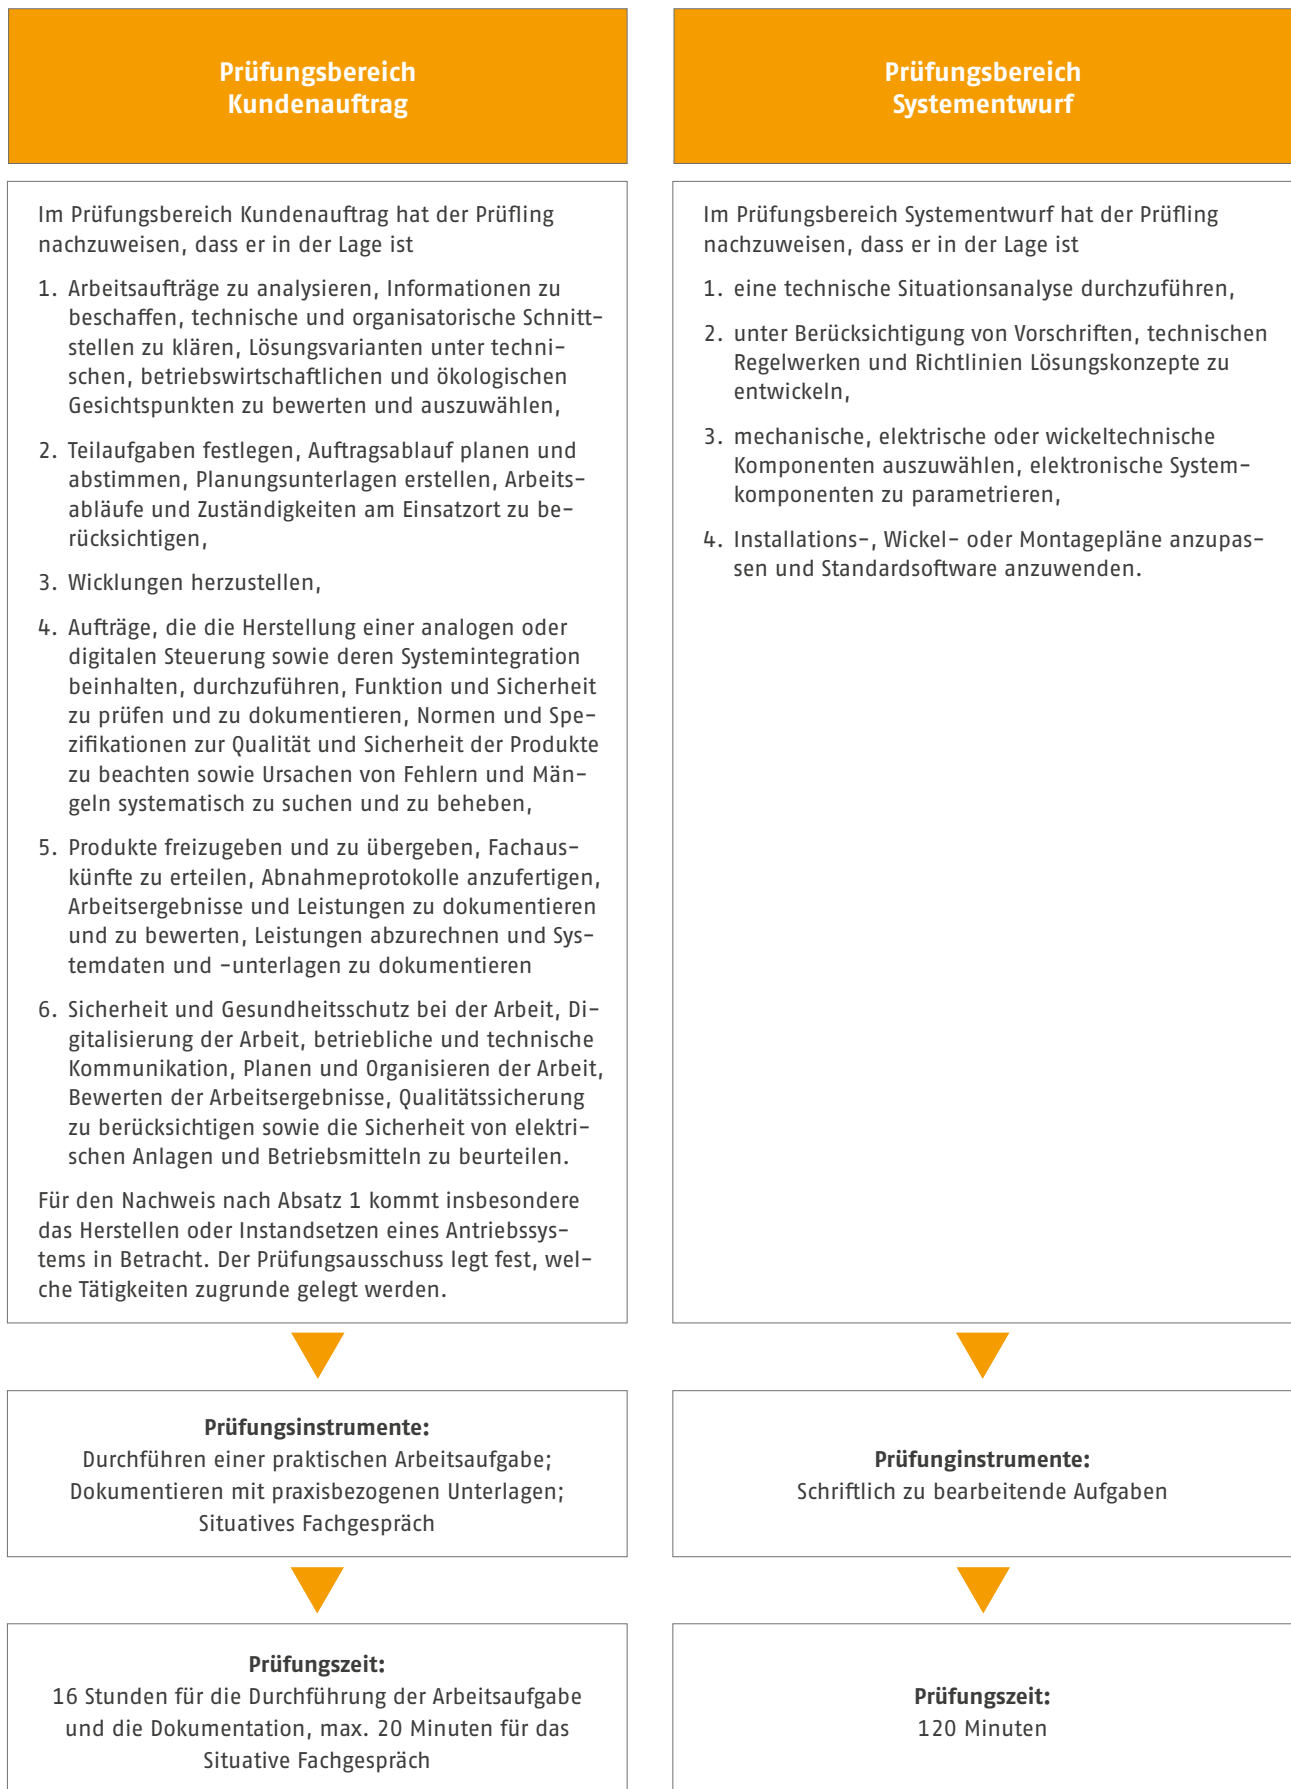 Prüfungsbereich
Kundenauftrag
Im Prüfungsbereich Kundenauftrag hat der Prüfling
nachzuweisen, dass er in der Lage ist
1. Arbeitsaufträge zu analysieren, Informationen zu
beschaffen, technische und organisatorische Schnitt-
stellen zu klären, Lösungsvarianten unter techni-
schen, betriebswirtschaftlichen und ökologischen
Gesichtspunkten zu bewerten und auszuwählen,
2. Teilaufgaben festlegen, Auftragsablauf planen und
abstimmen, Planungsunterlagen erstellen, Arbeits-
abläufe und Zuständigkeiten am Einsatzort zu be-
rücksichtigen,
3. Wicklungen herzustellen,
4. Aufträge, die die Herstellung einer analogen oder
digitalen Steuerung sowie deren Systemintegration
beinhalten, durchzuführen, Funktion und Sicherheit
zu prüfen und zu dokumentieren, Normen und Spe-
zifikationen zur Qualität und Sicherheit der Produkte
zu beachten sowie Ursachen von Fehlern und Män-
geln systematisch zu suchen und zu beheben,
5. Produkte freizugeben und zu übergeben, Fachaus-
künfte zu erteilen, Abnahmeprotokolle anzufertigen,
Arbeitsergebnisse und Leistungen zu dokumentieren
und zu bewerten, Leistungen abzurechnen und Sys-
temdaten und -unterlagen zu dokumentieren
6. Sicherheit und Gesundheitsschutz bei der Arbeit, Di-
gitalisierung der Arbeit, betriebliche und technische
Kommunikation, Planen und Organisieren der Arbeit,
Bewerten der Arbeitsergebnisse, Qualitätssicherung
zu berücksichtigen sowie die Sicherheit von elektri-
schen Anlagen und Betriebsmitteln zu beurteilen.
Für den Nachweis nach Absatz 1 kommt insbesondere
das Herstellen oder Instandsetzen eines Antriebssys-
tems in Betracht. Der Prüfungsausschuss legt fest, wel-
che Tätigkeiten zugrunde gelegt werden.
Prüfungsinstrumente:
Durchführen einer praktischen Arbeitsaufgabe;
Dokumentieren mit praxisbezogenen Unterlagen;
Situatives Fachgespräch
Prüfungszeit:
16 Stunden für die Durchführung der Arbeitsaufgabe
und die Dokumentation, max. 20 Minuten für das
Situative Fachgespräch
Prüfungsbereich
Systementwurf
Im Prüfungsbereich Systementwurf hat der Prüfling
nachzuweisen, dass er in der Lage ist
1. eine technische Situationsanalyse durchzuführen,
2. unter Berücksichtigung von Vorschriften, technischen
Regelwerken und Richtlinien Lösungskonzepte zu
entwickeln,
3. mechanische, elektrische oder wickeltechnische
Komponenten auszuwählen, elektronische System-
komponenten zu parametrieren,
4. Installations-, Wickel- oder Montagepläne anzupas-
sen und Standardsoftware anzuwenden.
Prüfunginstrumente:
Schriftlich zu bearbeitende Aufgaben
Prüfungszeit:
120 Minuten